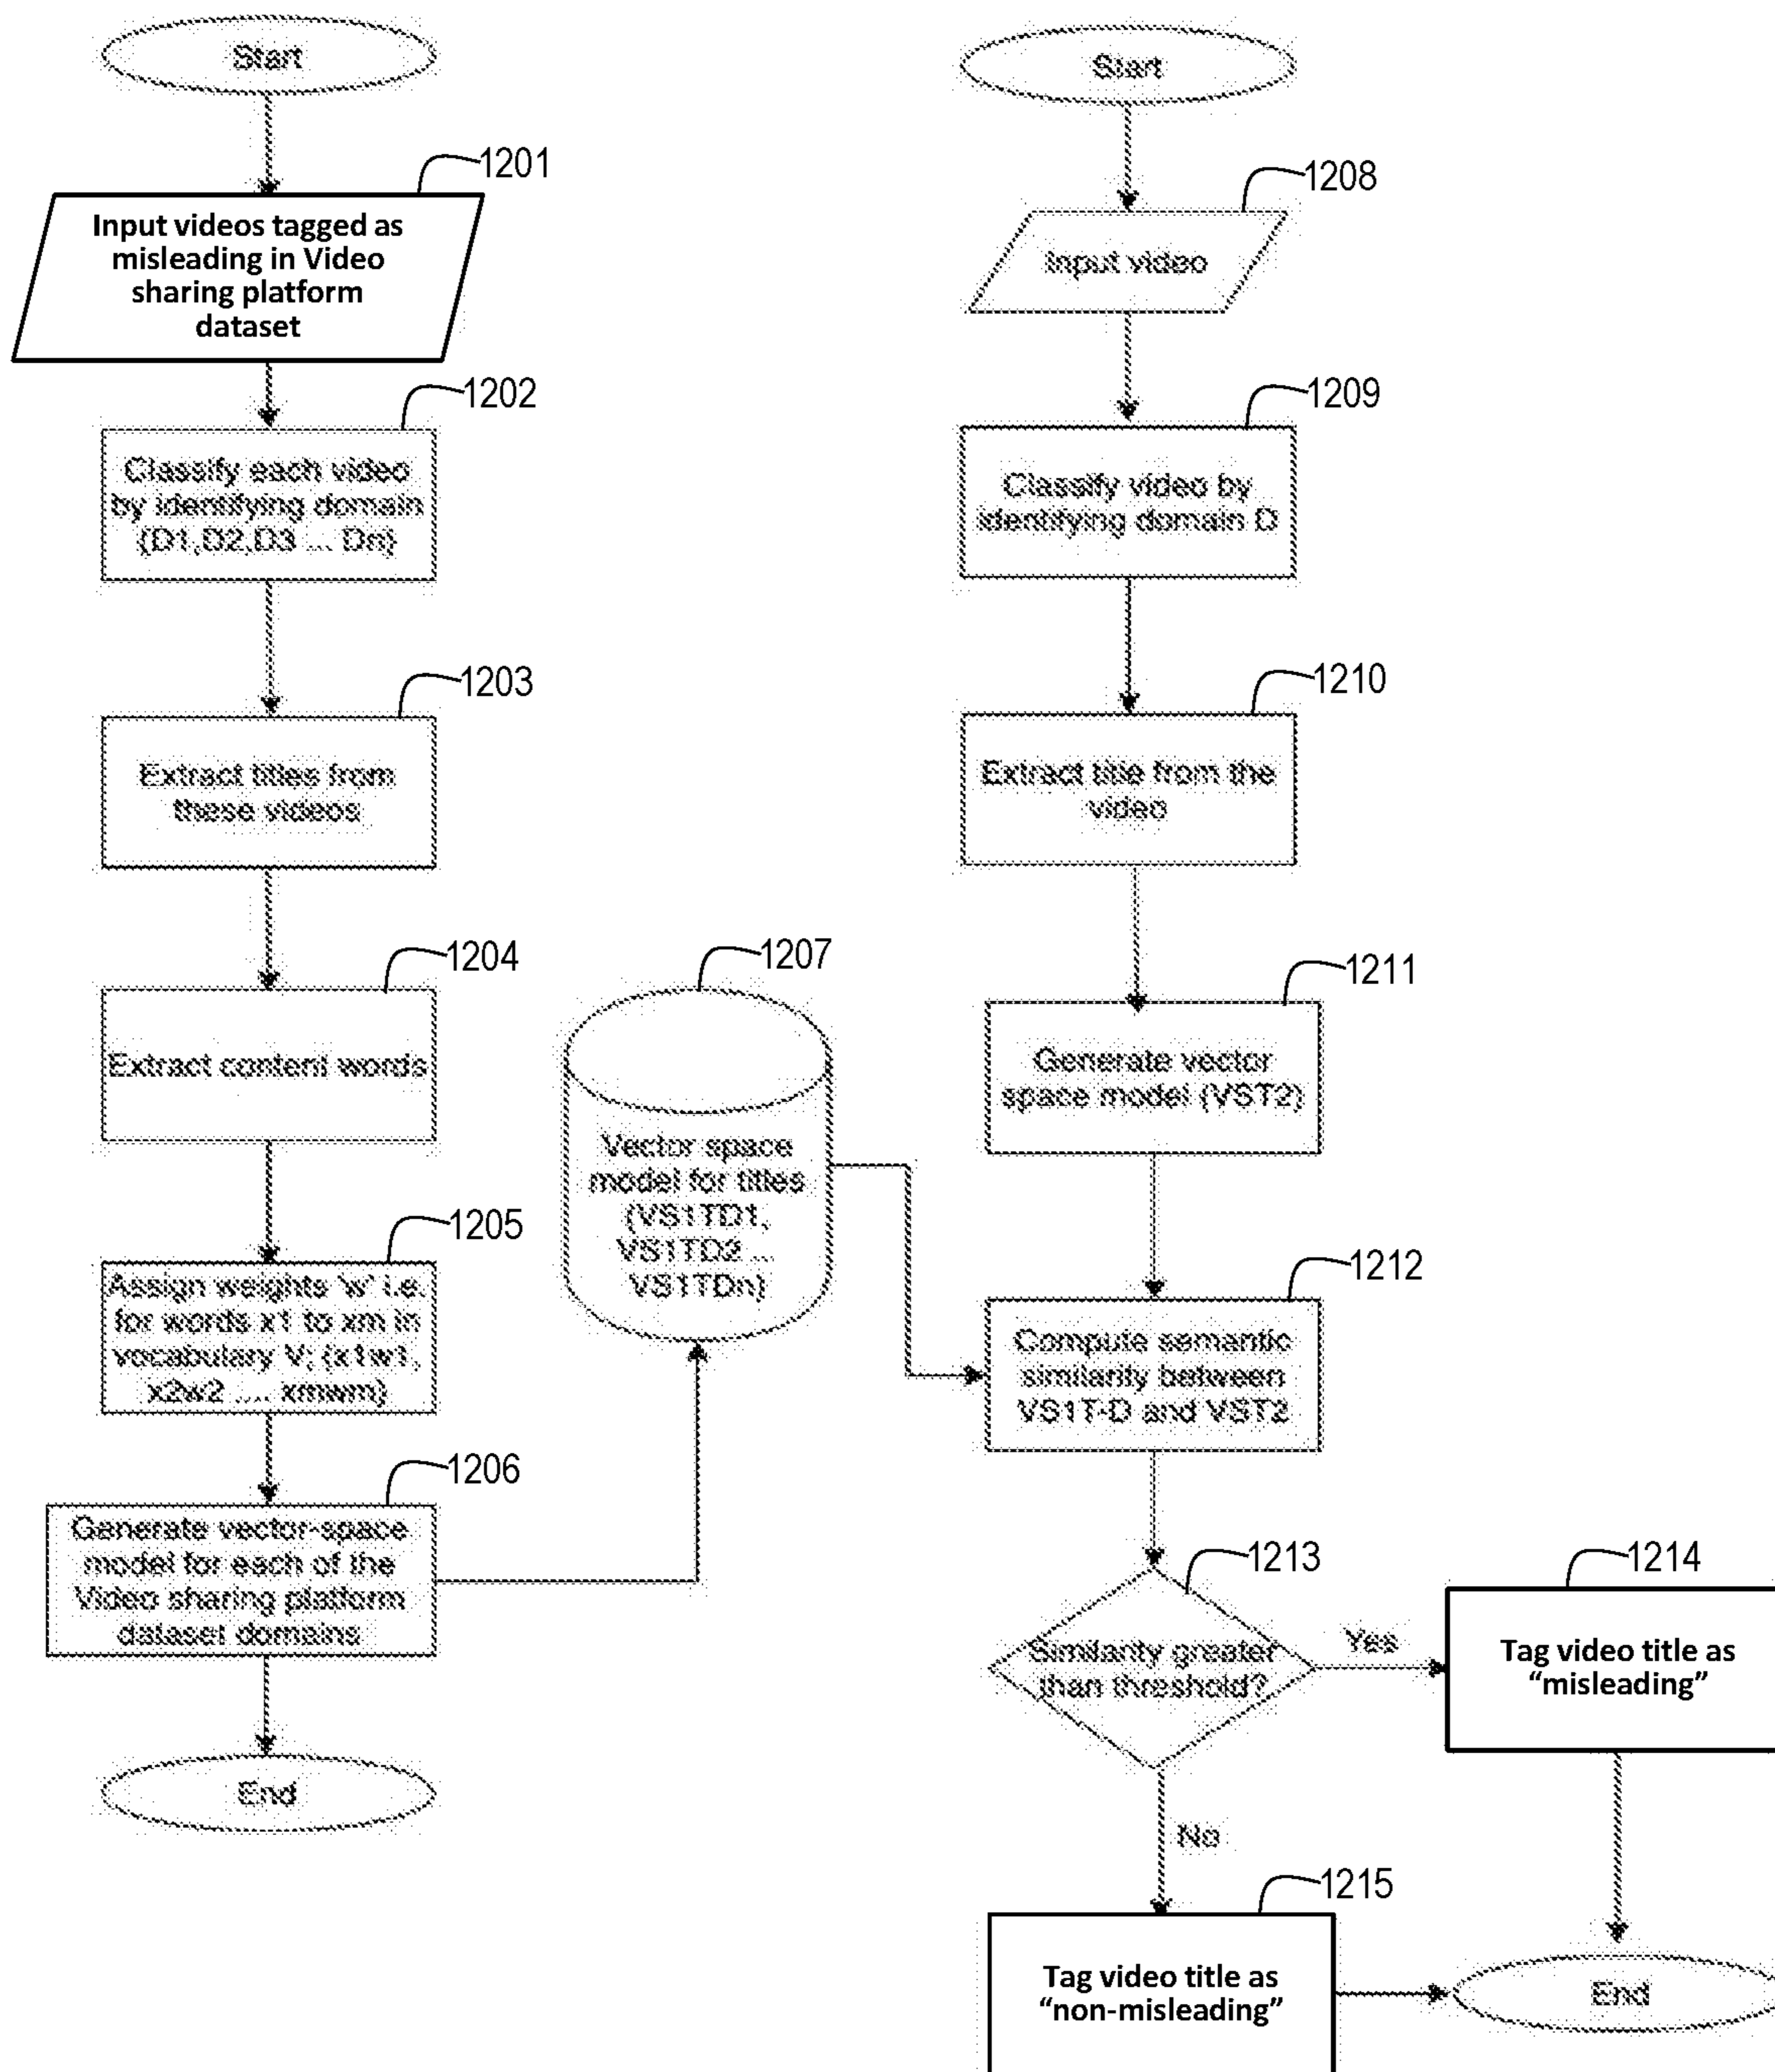 Start
1201
Input videos tagged as
misleading in Video
sharing platform
dataset
1202
Classify each video
by identifying domain
(D1,D2,D3 ... Dn)
1203
Extract titles from
these videos
1204
Extract content words
1205
Assign weights 'w' i.e.
for words x1 to xm in
vocabulary V; (x1w1,
x2w2 .... xmwm)
1206
Generate vector-space
model for each of the
Video sharing platform
dataset domains
End
1207
Vector space
model for titles
(VS1TD1,
VS1TD2 ...
VS1TDn)
Start
1208
Input video
1209
Classify video by
identifying domain D
1210
Extract title from the
video
1211
Generate vector
space model (VST2)
1212
Compute semantic
similarity between
VS1T-D and VST2
1213
Similarity greater
than threshold?
Yes
1214
Tag video title as
“misleading”
No
1215
Tag video title as
“non-misleading”
End